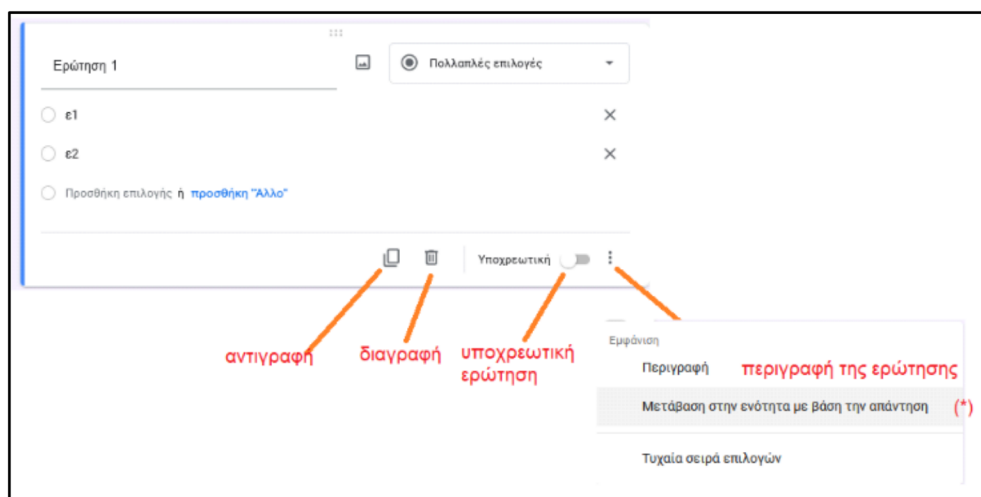 Ερώτηση 1
Πολλαπλές επιλογές
ε1
ε2
Προσθήκη επιλογής ή προσθήκη "Άλλο"
Υποχρεωτική
αντιγραφή
διαγραφή
υποχρεωτική
ερώτηση
Εμφάνιση
Περιγραφή
περιγραφή της ερώτησης
Μετάβαση στην ενότητα με βάση την απάντηση (*)
Τυχαία σειρά επιλογών